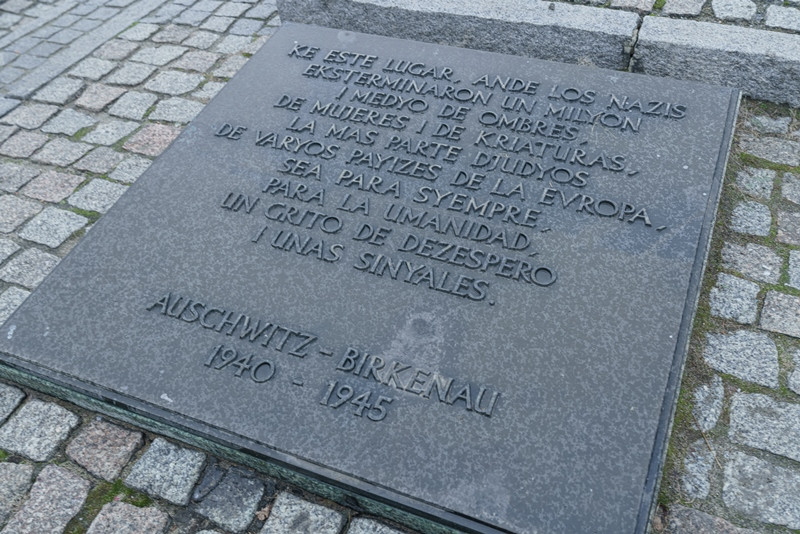 KE ESTE LUGAR, ANDE LOS NAZIS
EKSTERMINARON UN MILYON
I MEDYO DE OMBRES,
DE MUJERES I DE KRIATURAS,
LA MAS PARTE DJUDYOS
DE VARYOS PAYIZES DE LA EVROPA,
SEA PARA SYEMPRE,
PARA LA UMANIDAD,
UN GRITO DE DEZESPERO
I UNAS SINYALES.
AUSCHWITZ - BIRKENAU
1940 - 1945